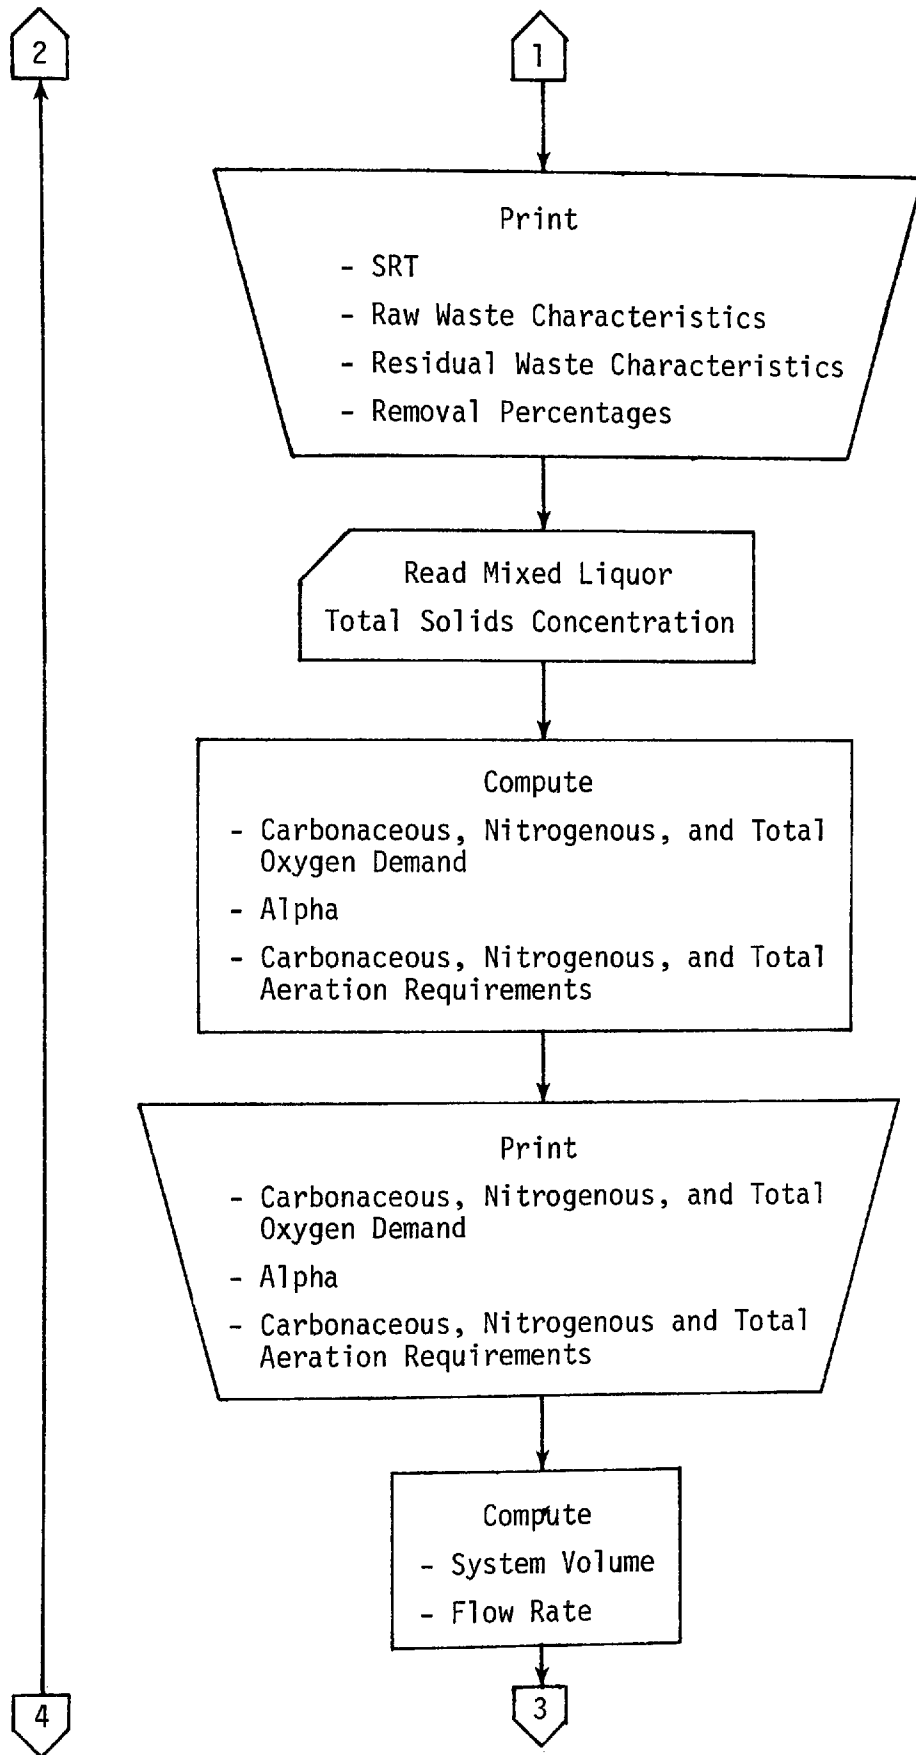 2
1
Print
- SRT
- Raw Waste Characteristics
- Residual Waste Characteristics
- Removal Percentages
Read Mixed Liquor
Total Solids Concentration
Compute
- Carbonaceous, Nitrogenous, and Total
Oxygen Demand
- Alpha
- Carbonaceous, Nitrogenous, and Total
Aeration Requirements
Print
- Carbonaceous, Nitrogenous, and Total
Oxygen Demand
- Alpha
- Carbonaceous, Nitrogenous and Total
Aeration Requirements
Compute
- System Volume
- Flow Rate
4
3